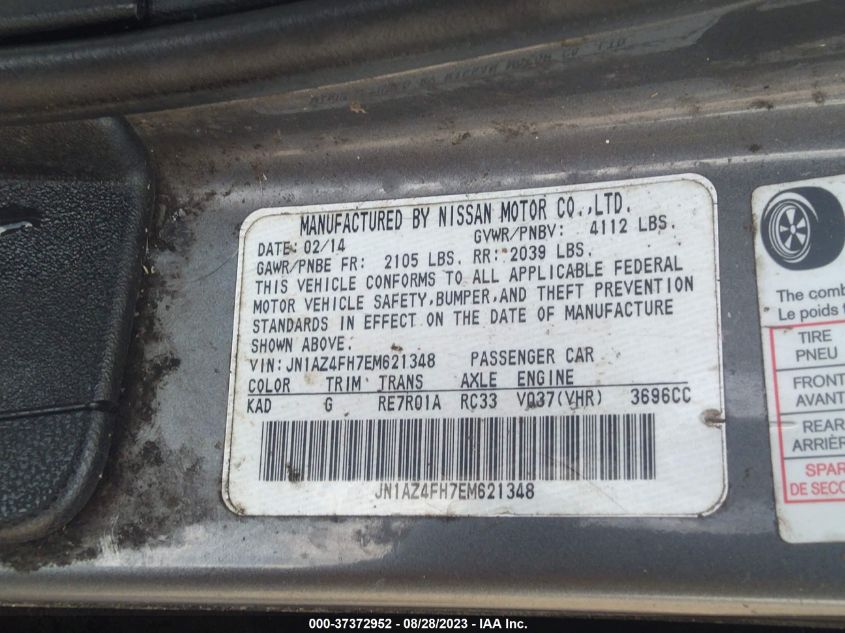 MANUFACTURED BY NISSAN MOTOR CO.,LTD.
DATE: 02/14 GVWR/PNBV: 4112 LBS.
GAWR/PNBE FR: 2105 LBS. RR: 2039 LBS.
THIS VEHICLE CONFORMS TO ALL APPLICABLE FEDERAL
MOTOR VEHICLE SAFETY,BUMPER,AND THEFT PREVENTION
STANDARDS IN EFFECT ON THE DATE OF MANUFACTURE
SHOWN ABOVE.
VIN:JN1AZ4FH7EM621348 PASSENGER CAR
COLOR TRIM TRANS AXLE ENGINE
KAD G RE7R01A RC33 VQ37(VHR) 3696CC
JN1AZ4FH7EM621348
The comb
Le poids t
TIRE
PNEU
FRONT
AVANT
REAR
ARRIÈR
SPAR
DE SECO
000-37372952 - 08/28/2023 - IAA Inc.